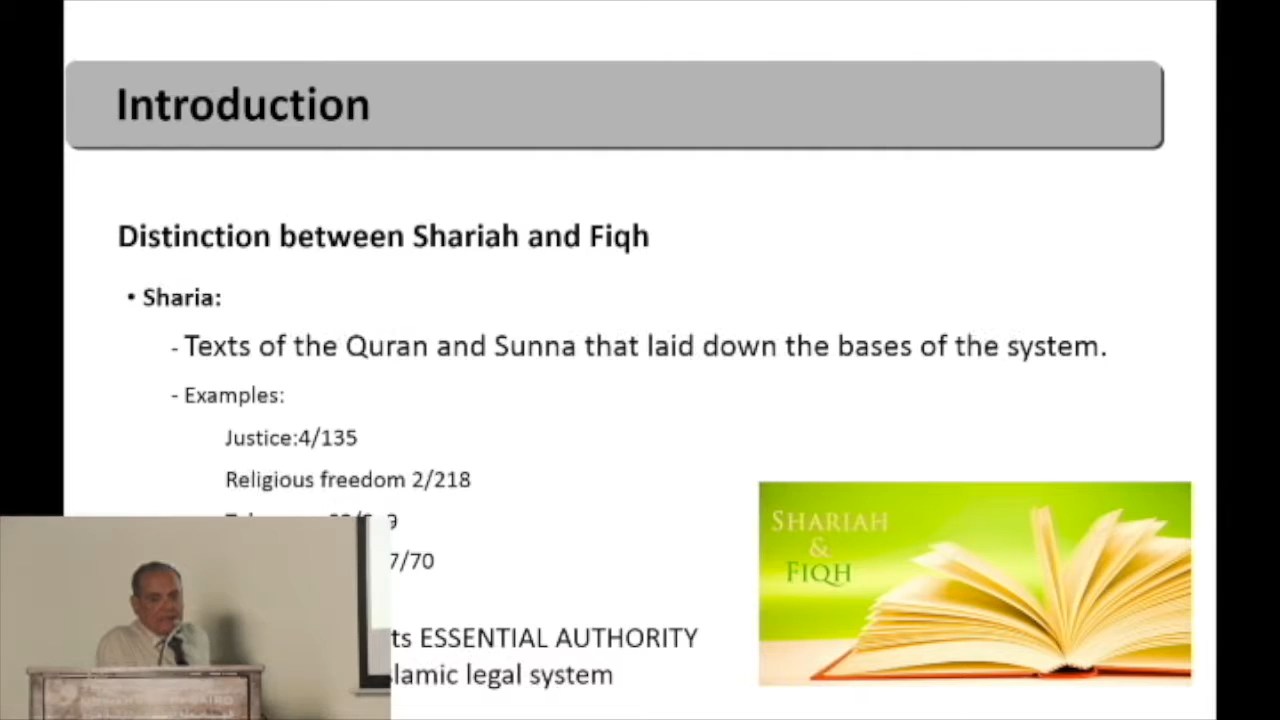 Introduction
Distinction between Shariah and Fiqh
• Sharia:
- Texts of the Quran and Sunna that laid down the bases of the system.
- Examples:
Justice:4/135
Religious freedom 2/218
9
7/70
ts ESSENTIAL AUTHORITY
slamic legal system
SHARIAH
&
FIQH